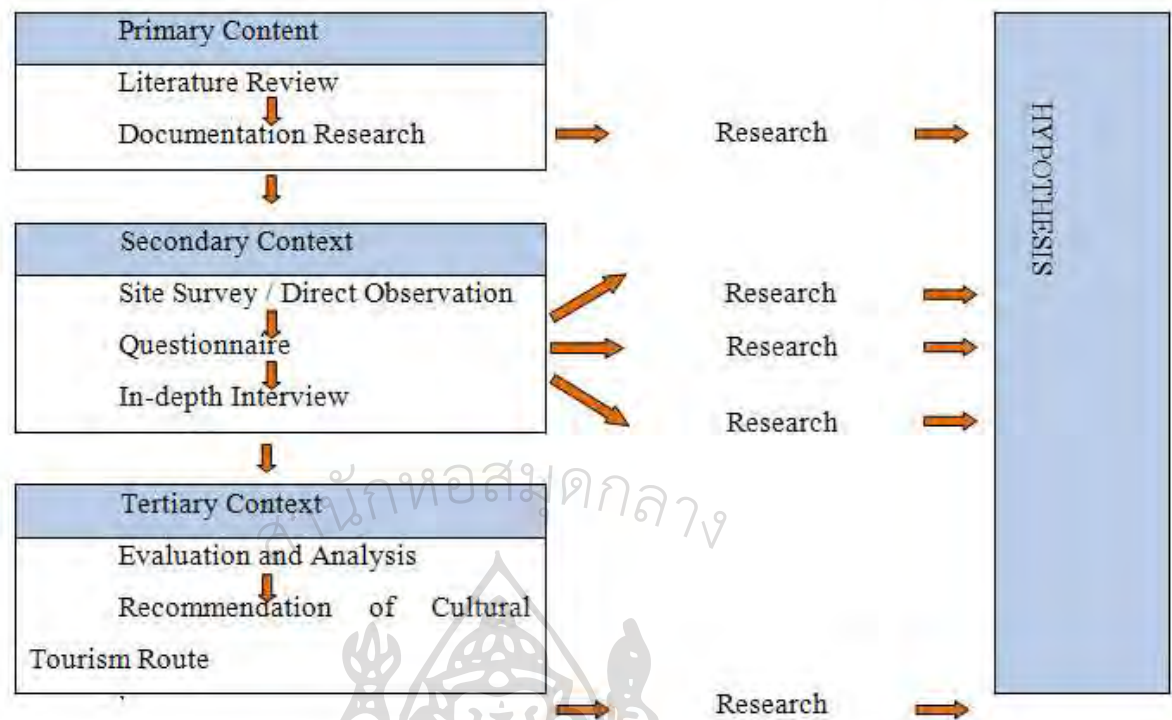 Primary Content
Literature Review
Documentation Research
Research
Secondary Context
Site Survey / Direct Observation
Questionnaire
In-depth Interview
Research
Research
Research
Tertiary Context
Evaluation and Analysis
Recommendation of Cultural
Tourism Route
Research
HYPOTHESIS
สำนักหอสมุดกลาง